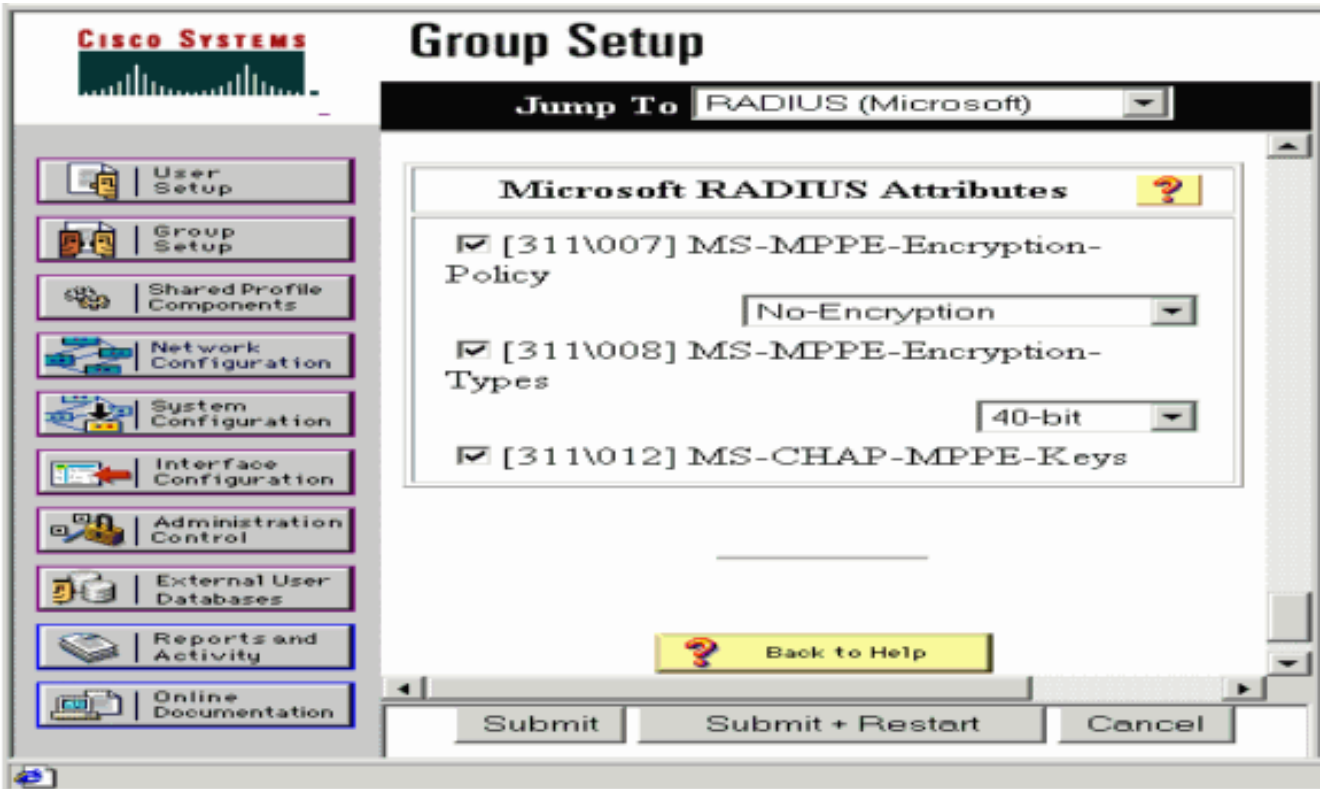 CISCO SYSTEMS
Group Setup
Jump To RADIUS (Microsoft)
User
Setup
Group
Setup
Shared Profile
Components
Network
Configuration
System
Configuration
Interface
Configuration
Administration
Control
External User
Databases
Reports and
Activity
Online
Documentation
Microsoft RADIUS Attributes ?
[311\007] MS-MPPE-Encryption-
Policy
No-Encryption
[311\008] MS-MPPE-Encryption-
Types
40-bit
[311\012] MS-CHAP-MPPE-Keys
? Back to Help
Submit Submit + Restart Cancel